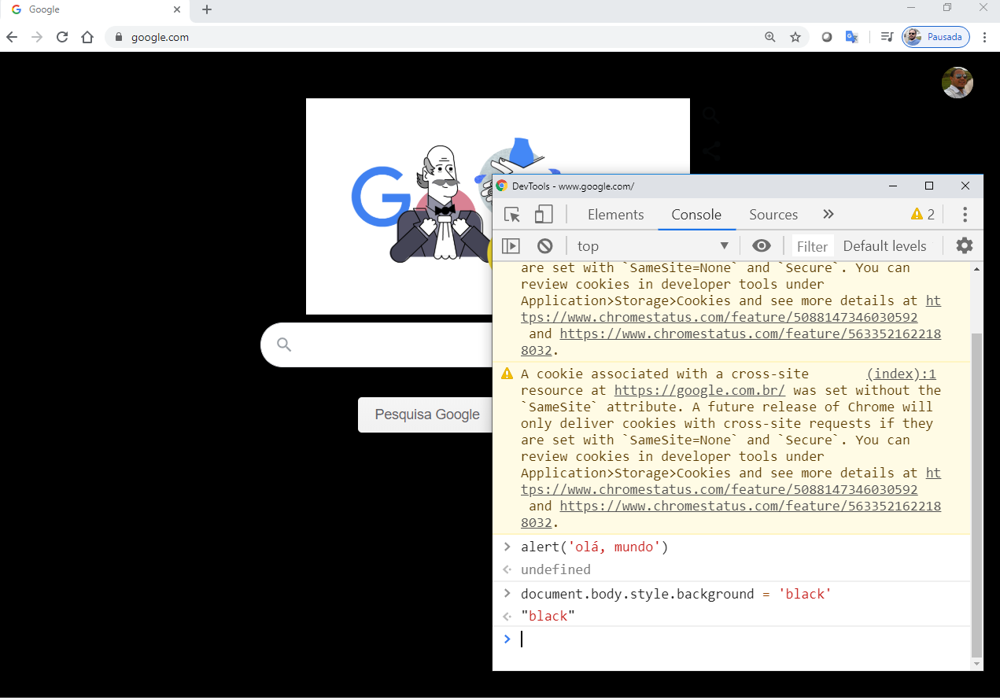 Google
google.com
Pausada
G
DevTools - www.google.com/
Elements Console Sources 2
top Filter Default levels
are set with `SameSite=None` and `Secure`. You can
review cookies in developer tools under
Application>Storage>Cookies and see more details at ht
tps://www.chromestatus.com/feature/5088147346030592
and https://www.chromestatus.com/feature/563352162218
8032.
A cookie associated with a cross-site (index):1
resource at https://google.com.br/ was set without the
`SameSite` attribute. A future release of Chrome will
only deliver cookies with cross-site requests if they
are set with `SameSite=None` and `Secure`. You can
review cookies in developer tools under
Application>Storage>Cookies and see more details at ht
tps://www.chromestatus.com/feature/5088147346030592
and https://www.chromestatus.com/feature/563352162218
8032.
Pesquisa Google
> alert('olá, mundo')
undefined
> document.body.style.background = 'black'
"black"
>